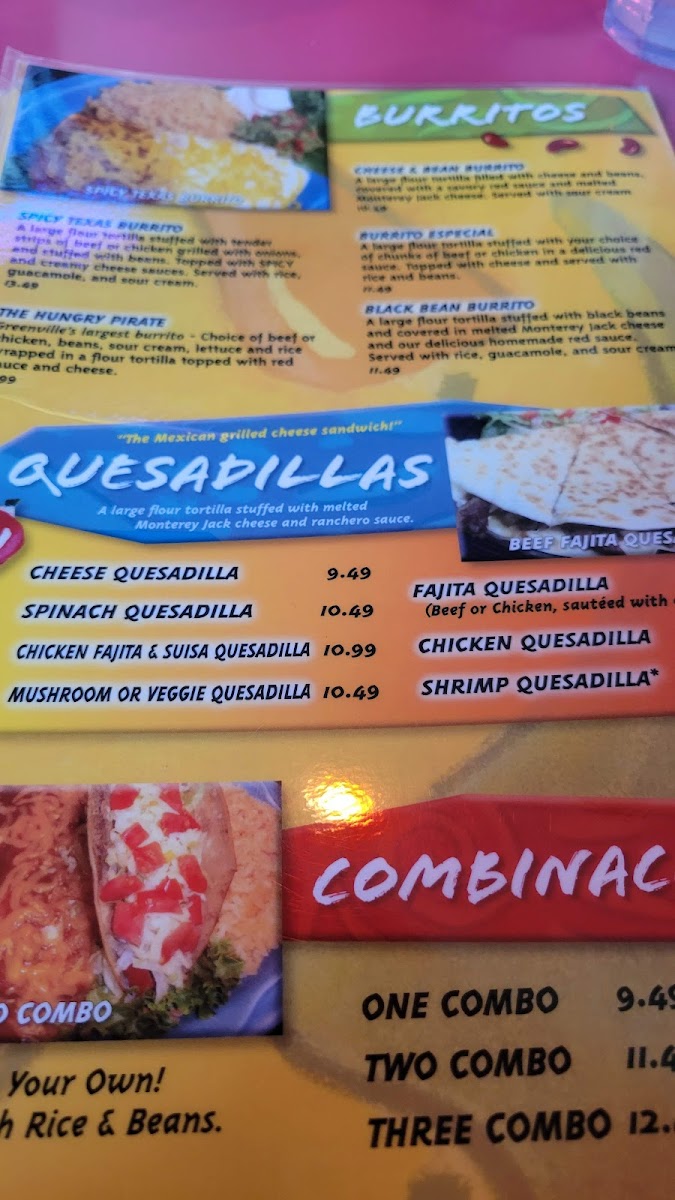 BURRITOS
SPICY TEXAS BURRITO
SPICY TEXAS BURRITO
A large flour tortilla stuffed with tender
strips of beef or chicken grilled with onions,
and stuffed with beans. Topped with SPICY
and creamy cheese sauces. Served with rice,
guacamole, and sour cream.
13.49
THE HUNGRY PIRATE
Greenville's largest burrito - Choice of beef or
chicken, beans, sour cream, lettuce and rice
wrapped in a flour tortilla topped with red
sauce and cheese.
99
CHEESE & BEAN BURRITO
A large flour tortilla filled with cheese and beans,
covered with a savory red sauce and melted
Monterey Jack cheese. Served with sour cream
BURRITO ESPECIAL
A large flour tortilla stuffed with your choice
of chunks of beef or chicken in a delicious red
sauce. Topped with cheese and served with
rice and beans.
11.49
BLACK BEAN BURRITO
A large flour tortilla stuffed with black beans
and covered in melted Monterey Jack cheese
and our delicious homemade red sauce.
Served with rice, guacamole, and sour cream
11.49
"The Mexican grilled cheese sandwich!"
QUESADILLAS
A large flour tortilla stuffed with melted
Monterey Jack cheese and ranchero sauce.
BEEF FAJITA QUESA
CHEESE QUESADILLA 9.49
SPINACH QUESADILLA 10.49
CHICKEN FAJITA & SUISA QUESADILLA 10.99
MUSHROOM OR VEGGIE QUESADILLA 10.49
FAJITA QUESADILLA
(Beef or Chicken, sautéed with
CHICKEN QUESADILLA
SHRIMP QUESADILLA*
COMBINAC
O COMBO
Your Own!
h Rice & Beans.
ONE COMBO 9.49
TWO COMBO 11.4
THREE COMBO 12.